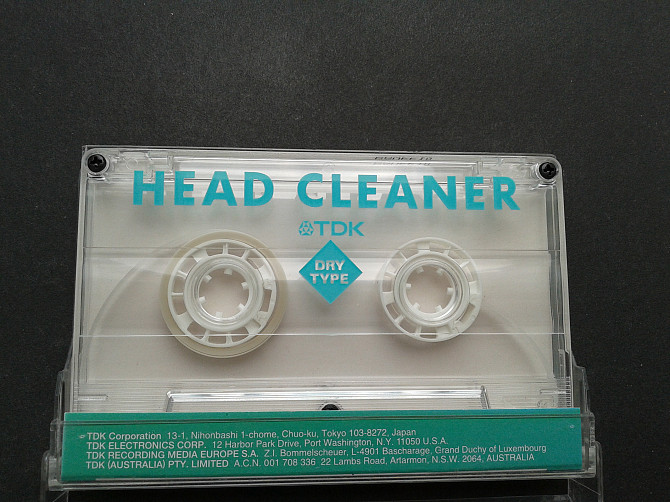 HEAD CLEANER
TDK
DRY
TYPE
TDK Corporation 13-1, Nihonbashi 1-chome, Chuo-ku, Tokyo 103-8272, Japan
TDK ELECTRONICS CORP. 12 Harbor Park Drive, Port Washington, N.Y. 11050 U.S.A.
TDK RECORDING MEDIA EUROPE S.A. Z.I. Bommelscheuer, L-4901 Bascharage, Grand Duchy of Luxembourg
TDK (AUSTRALIA) PTY. LIMITED A.C.N. 001 708 336 22 Lambs Road, Artarmon, N.S.W. 2064, AUSTRALIA